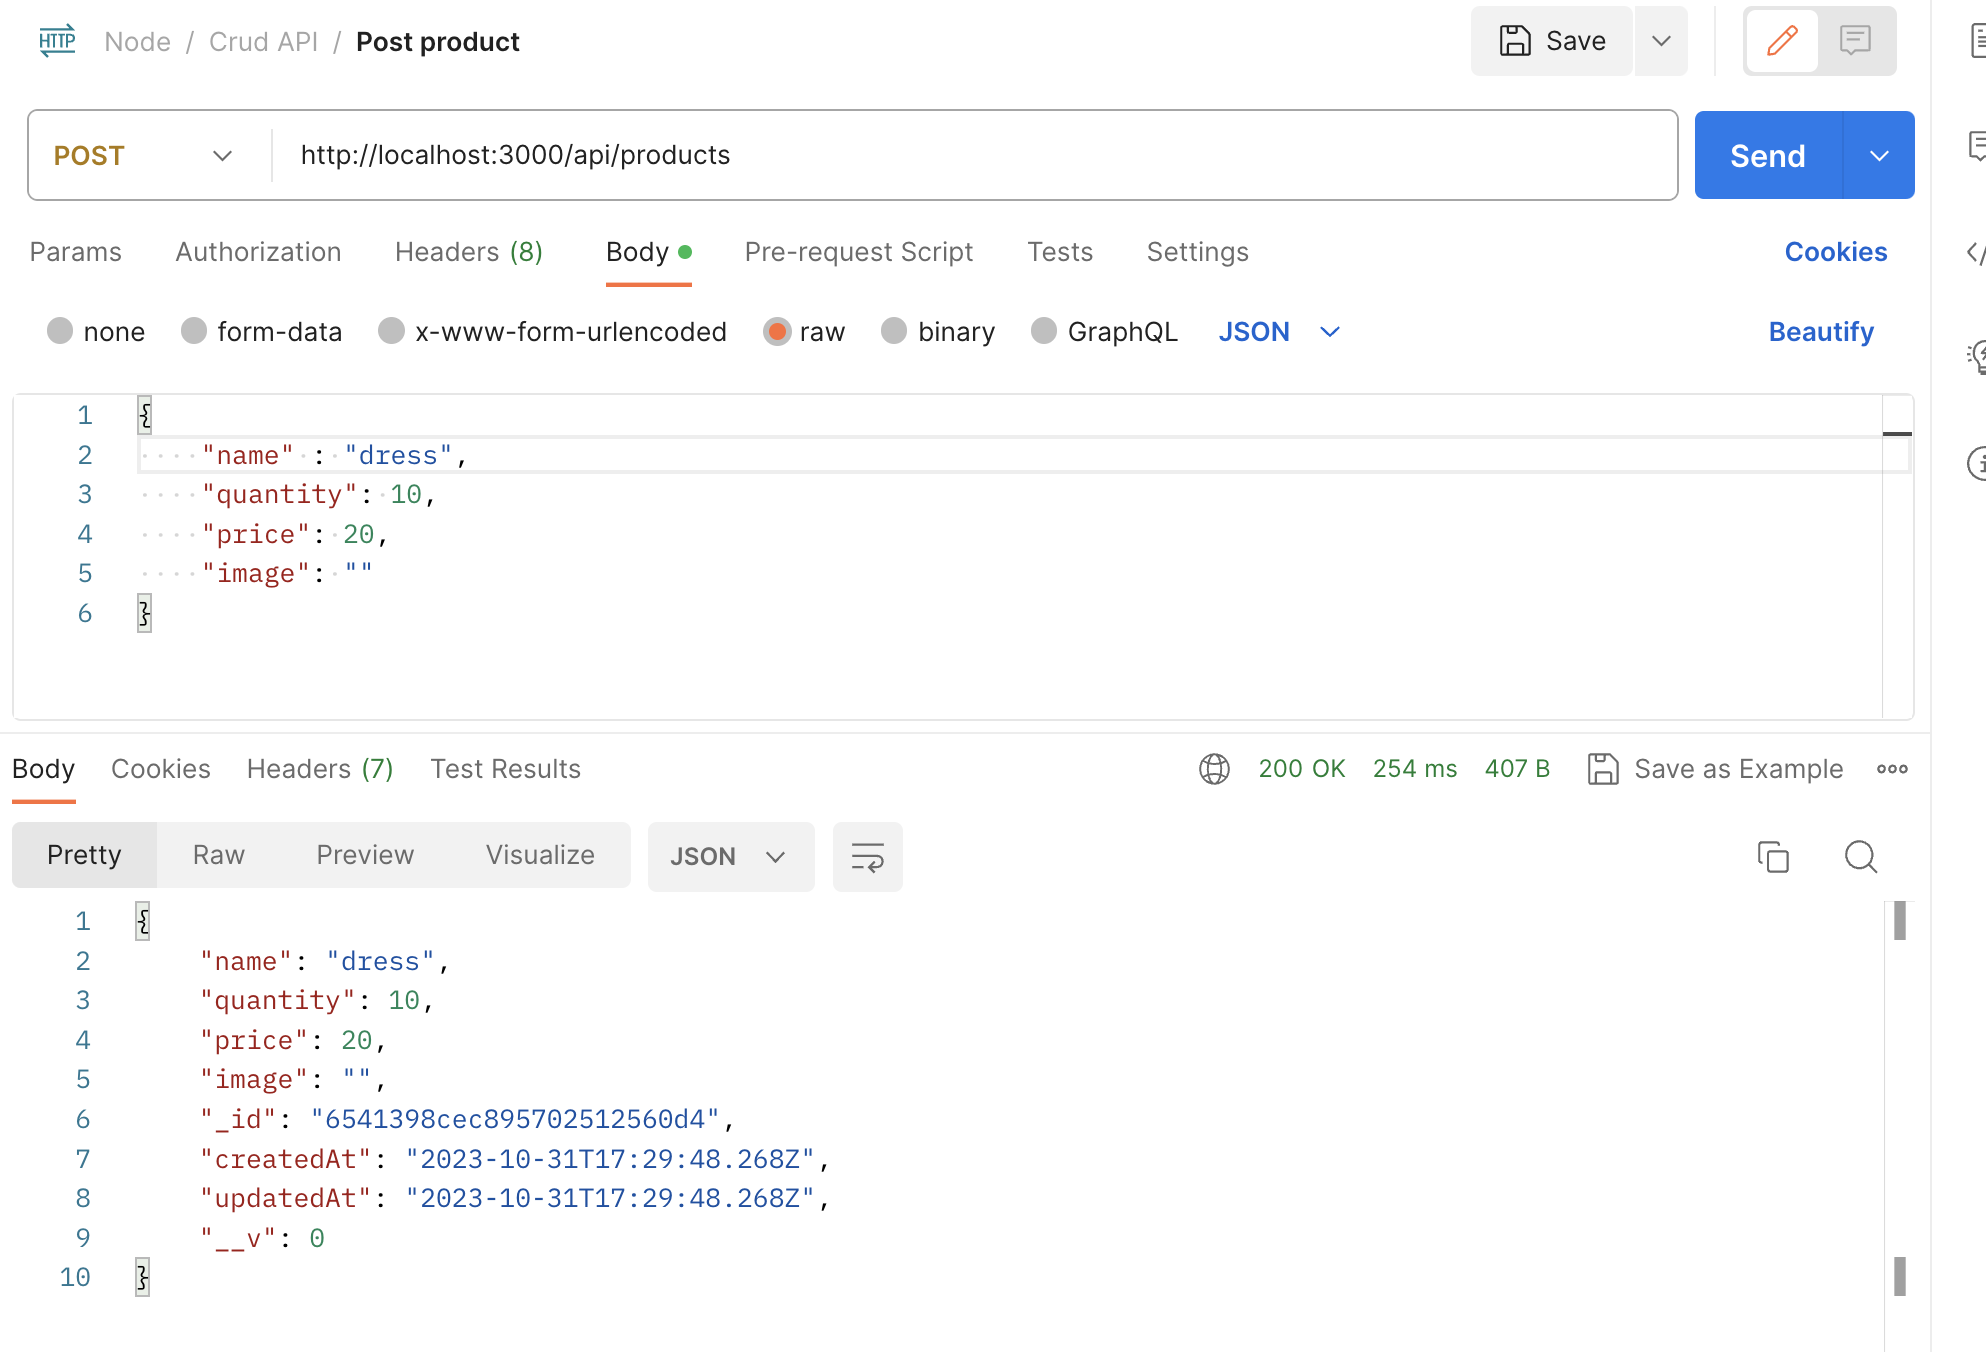 HTTP Node / Crud API / Post product Save
POST http://localhost:3000/api/products Send
Params Authorization Headers (8) Body Pre-request Script Tests Settings Cookies
none form-data x-www-form-urlencoded raw binary GraphQL JSON Beautify
1 {
2 "name" : "dress",
3 "quantity": 10,
4 "price": 20,
5 "image": ""
6 }
Body Cookies Headers (7) Test Results 200 OK 254 ms 407 B Save as Example
Pretty Raw Preview Visualize JSON
1 {
2 "name": "dress",
3 "quantity": 10,
4 "price": 20,
5 "image": "",
6 "_id": "6541398cec895702512560d4",
7 "createdAt": "2023-10-31T17:29:48.268Z",
8 "updatedAt": "2023-10-31T17:29:48.268Z",
9 "__v": 0
10 }